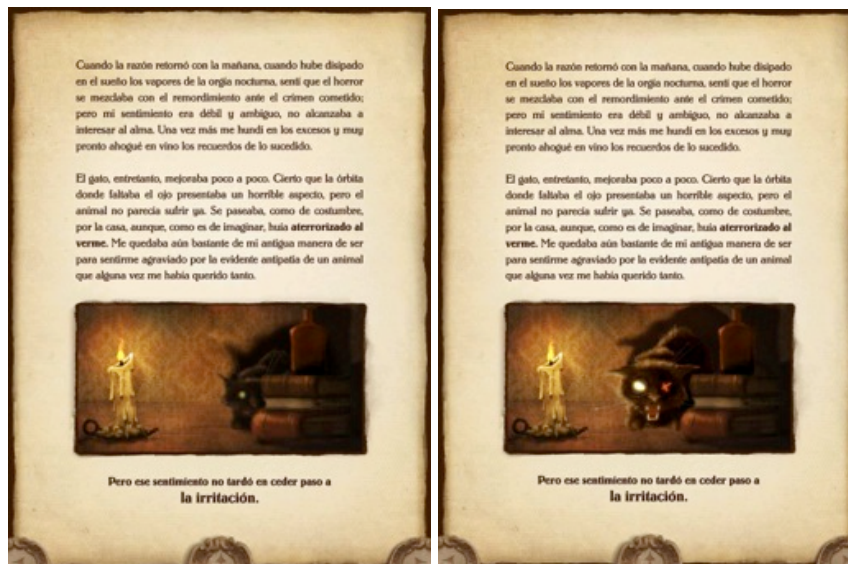 Cuando la razón retornó con la mañana, cuando hube disipado
en el sueño los vapores de la orgía nocturna, sentí que el horror
se mezclaba con el remordimiento ante el crimen cometido;
pero mi sentimiento era débil y ambiguo, no alcanzaba a
interesar al alma. Una vez más me hundí en los excesos y muy
pronto ahogué en vino los recuerdos de lo sucedido.
El gato, entretanto, mejoraba poco a poco. Cierto que la órbita
donde faltaba el ojo presentaba un horrible aspecto, pero el
animal no parecía sufrir ya. Se paseaba, como de costumbre,
por la casa, aunque, como es de imaginar, huía aterrorizado al
verme. Me quedaba aún bastante de mi antigua manera de ser
para sentirme agraviado por la evidente antipatía de un animal
que alguna vez me había querido tanto.
Pero ese sentimiento no tardó en ceder paso a
la irritación.
Cuando la razón retornó con la mañana, cuando hube disipado
en el sueño los vapores de la orgía nocturna, sentí que el horror
se mezclaba con el remordimiento ante el crimen cometido;
pero mi sentimiento era débil y ambiguo, no alcanzaba a
interesar al alma. Una vez más me hundí en los excesos y muy
pronto ahogué en vino los recuerdos de lo sucedido.
El gato, entretanto, mejoraba poco a poco. Cierto que la órbita
donde faltaba el ojo presentaba un horrible aspecto, pero el
animal no parecía sufrir ya. Se paseaba, como de costumbre,
por la casa, aunque, como es de imaginar, huía aterrorizado al
verme. Me quedaba aún bastante de mi antigua manera de ser
para sentirme agraviado por la evidente antipatía de un animal
que alguna vez me había querido tanto.
Pero ese sentimiento no tardó en ceder paso a
la irritación.